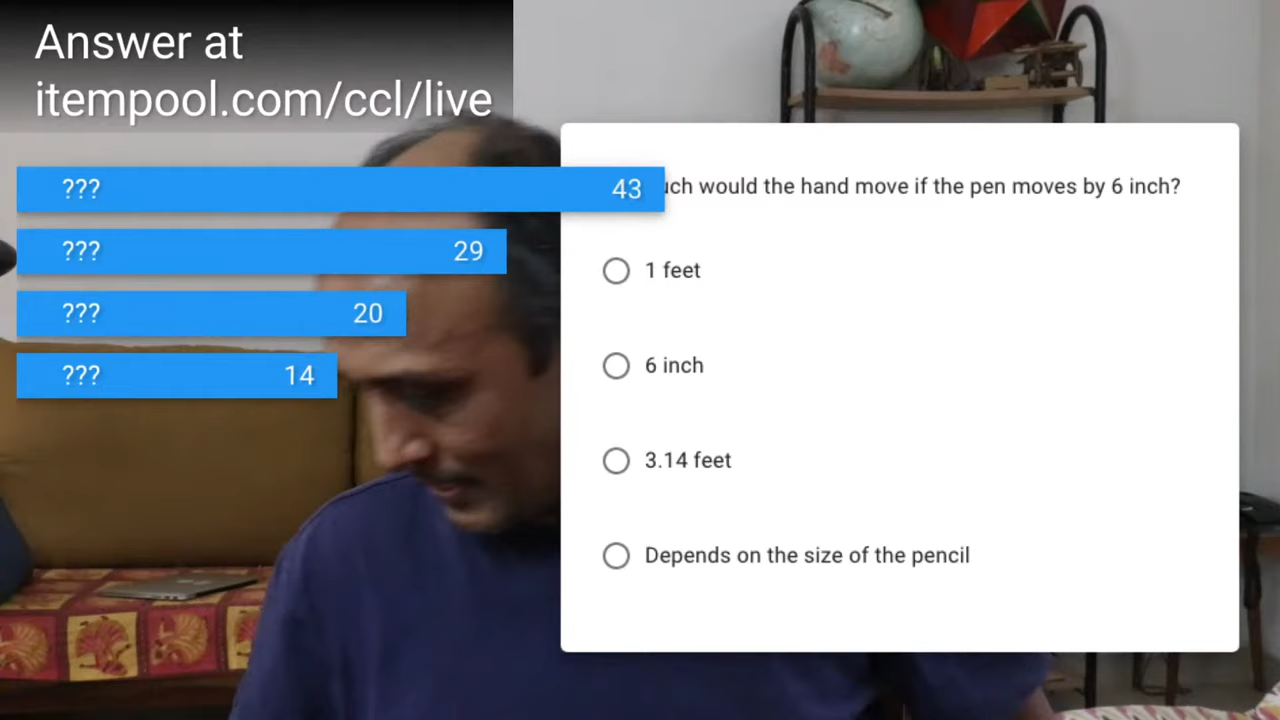 Answer at
itempool.com/ccl/live
??? 43
??? 29
??? 20
??? 14
would the hand move if the pen moves by 6 inch?
1 feet
6 inch
3.14 feet
Depends on the size of the pencil